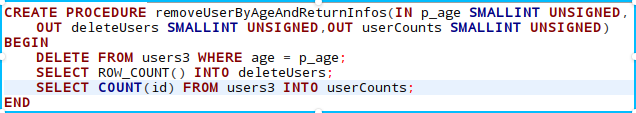 CREATE PROCEDURE removeUserByAgeAndReturnInfos(IN p_age SMALLINT UNSIGNED,
OUT deleteUsers SMALLINT UNSIGNED,OUT userCounts SMALLINT UNSIGNED)
BEGIN
DELETE FROM users3 WHERE age = p_age;
SELECT ROW_COUNT() INTO deleteUsers;
SELECT COUNT(id) FROM users3 INTO userCounts;
END